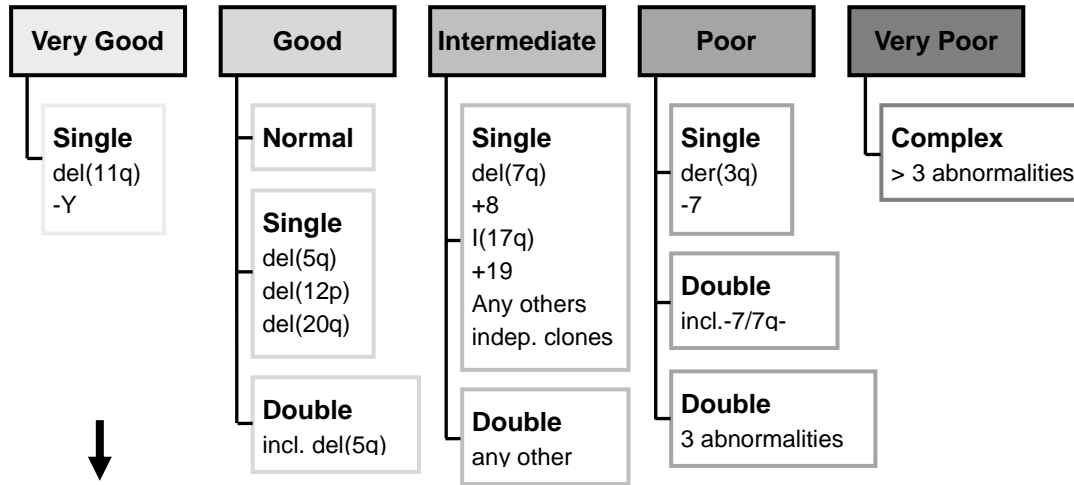 Very Good
Single
del(11q)
-Y
Good
Normal
Single
del(5q)
del(12p)
del(20q)
Double
incl. del(5q)
Intermediate
Single
del(7q)
+8
I(17q)
+19
Any others
indep. clones
Double
any other
Poor
Single
der(3q)
-7
Double
incl.-7/7q-
Double
3 abnormalities
Very Poor
Complex
> 3 abnormalities